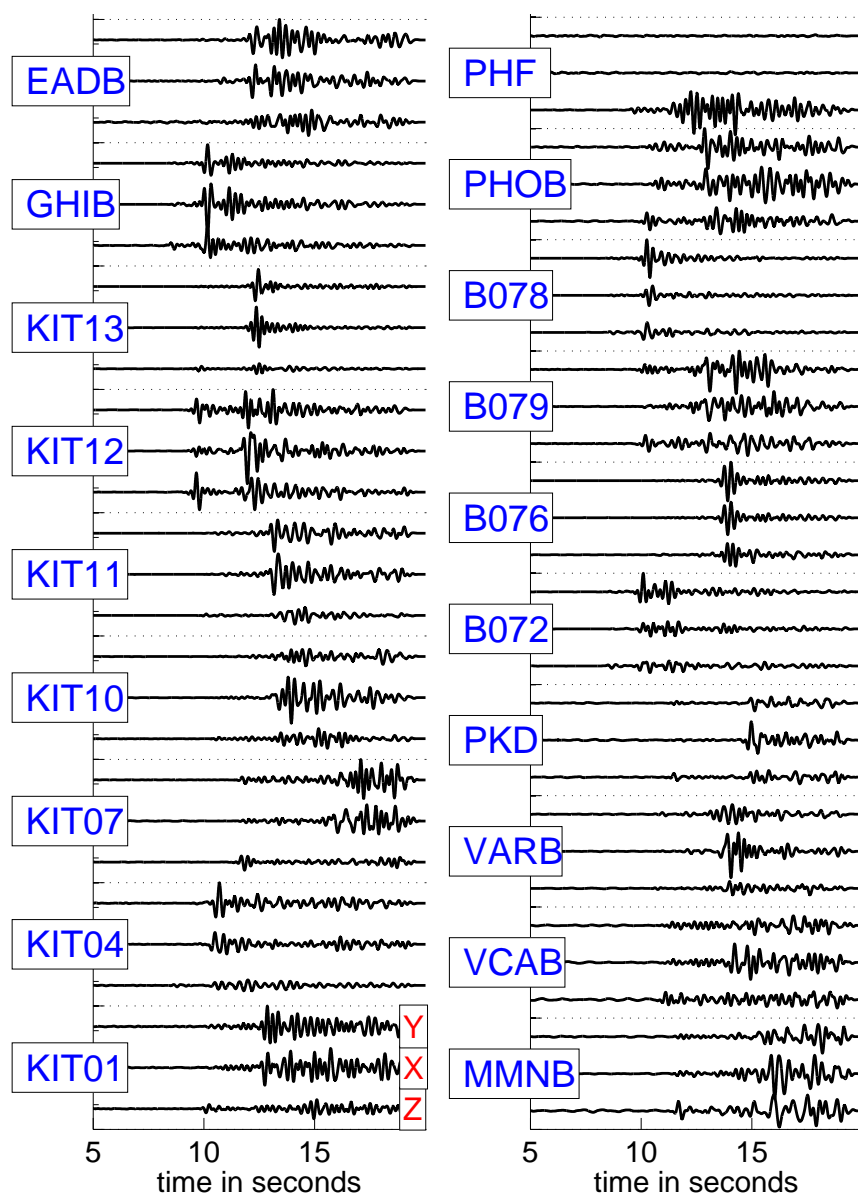 EADB
GHIB
KIT13
KIT12
KIT11
KIT10
KIT07
KIT04
Y
KIT01 X
Z
5 10 15
time in seconds
PHF
PHOB
B078
B079
B076
B072
PKD
VARB
VCAB
MMNB
5 10 15
time in seconds